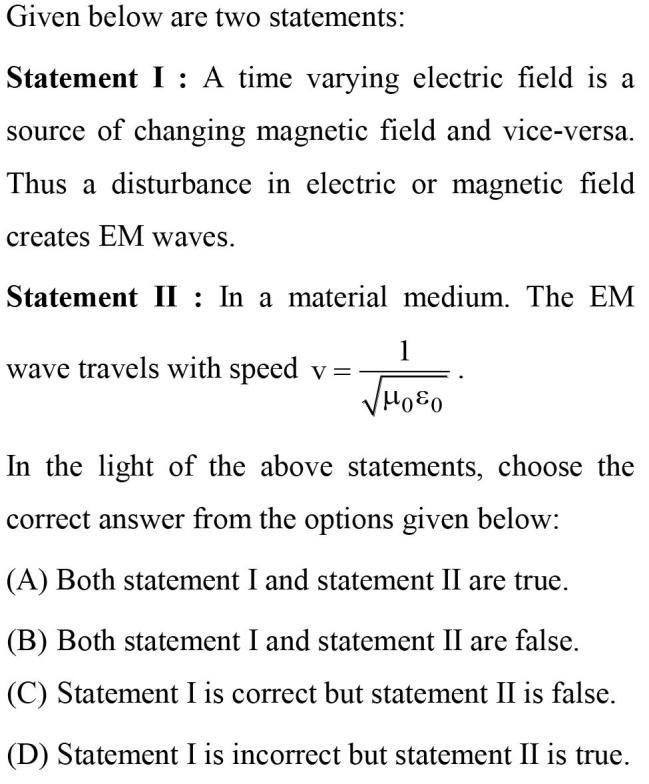 Given below are two statements:
Statement I : A time varying electric field is a
source of changing magnetic field and vice-versa.
Thus a disturbance in electric or magnetic field
creates EM waves.
Statement II : In a material medium. The EM
wave travels with speed v = 1/√μ₀ε₀ .
In the light of the above statements, choose the
correct answer from the options given below:
(A) Both statement I and statement II are true.
(B) Both statement I and statement II are false.
(C) Statement I is correct but statement II is false.
(D) Statement I is incorrect but statement II is true.